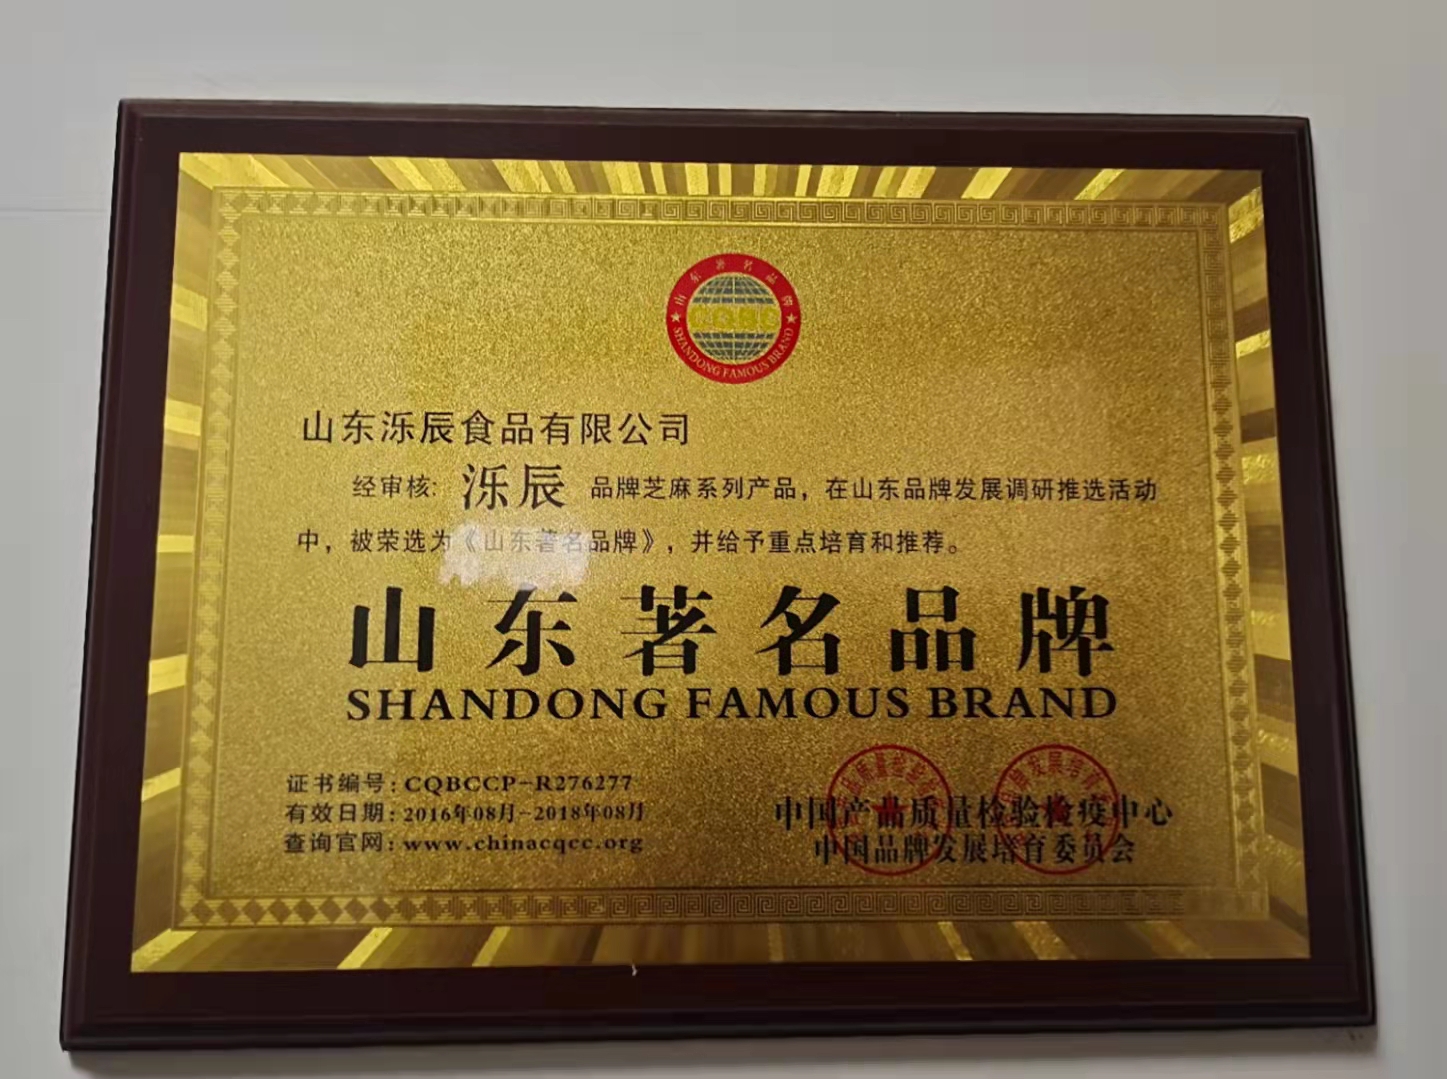 山东著名品牌
CQBC
SHANDONG FAMOUS BRAND
山东泺辰食品有限公司
经审核: 泺辰 品牌芝麻系列产品，在山东品牌发展调研推选活动
中，被荣选为《山东著名品牌》，并给予重点培育和推荐。
山东著名品牌
SHANDONG FAMOUS BRAND
证书编号：CQBCCP-R276277
有效日期：2016年08月-2018年08月
查询官网：www.chinacqcc.org
中国产品质量检验检疫中心
中国品牌发展培育委员会